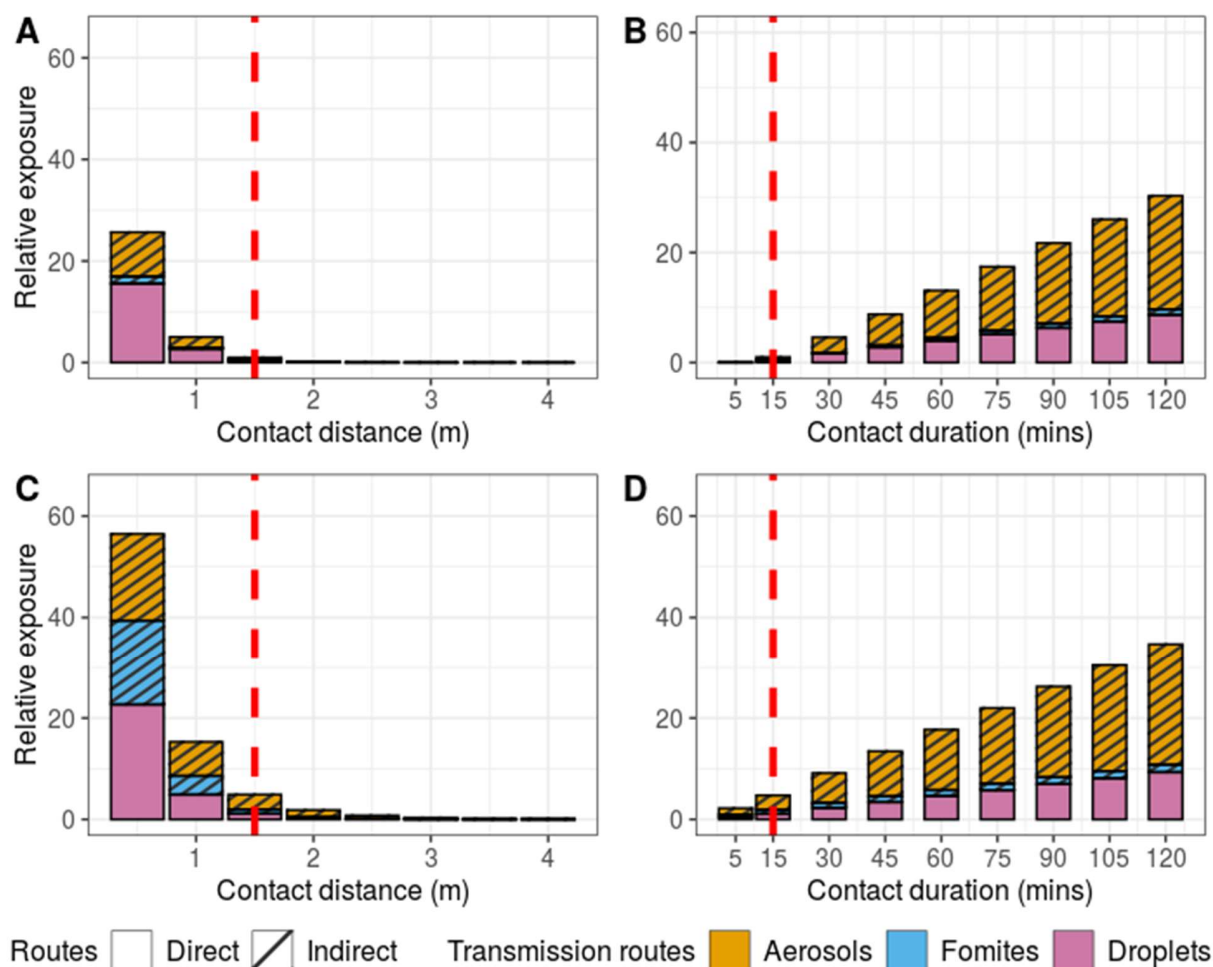 A
Relative exposure
60
40
20
0
1 2 3 4
Contact distance (m)
B
60
40
20
0
5 15 30 45 60 75 90 105 120
Contact duration (mins)
C
Relative exposure
60
40
20
0
1 2 3 4
Contact distance (m)
D
60
40
20
0
5 15 30 45 60 75 90 105 120
Contact duration (mins)
Routes Direct Indirect Transmission routes Aerosols Fomites Droplets